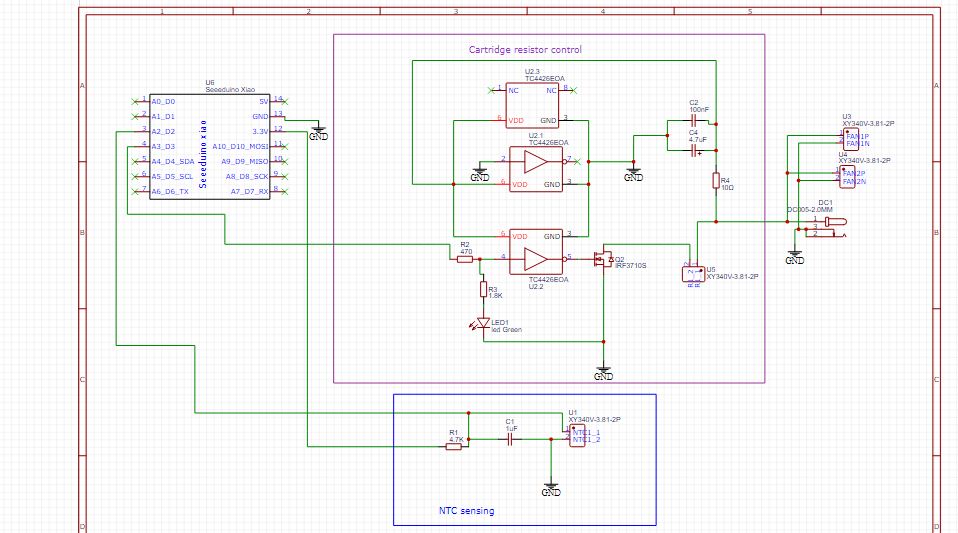 1 2 3 4 5
A
B
C
D
A
B
C
D
Cartridge resistor control
U6
Seeeduino Xiao
Seeeduino xiao
1 A0_D0
2 A1_D1
3 A2_D2
4 A3_D3
5 A4_D4_SDA
6 A5_D5_SCL
7 A6_D6_TX
5V 14
GND 13
3.3V 12
A10_D10_MOSI 11
A9_D9_MISO 10
A8_D8_SCK 9
A7_D7_RX 8
GND
U2.3
TC4426EOA
1 NC NC 8
6 VDD GND 3
U2.1
TC4426EOA
2 7
6 VDD GND 3
GND
GND
6 VDD GND 3
4 5
TC4426EOA
U2.2
R2
470
R3
1.8K
LED1
led Green
Q2
IRF3710S
GND
C2
100nF
C4
4.7uF
R4
10Ω
U5
XY340V-3.81-2P
U3
XY340V-3.81-2P
1 FAN1P
2 FAN1N
U4
XY340V-3.81-2P
1 FAN2P
2 FAN2N
DC1
DC005-2.0MM
1
3
2
GND
R1
4.7K
C1
1uF
U1
XY340V-3.81-2P
1 NTC1_1
2 NTC1_2
GND
NTC sensing